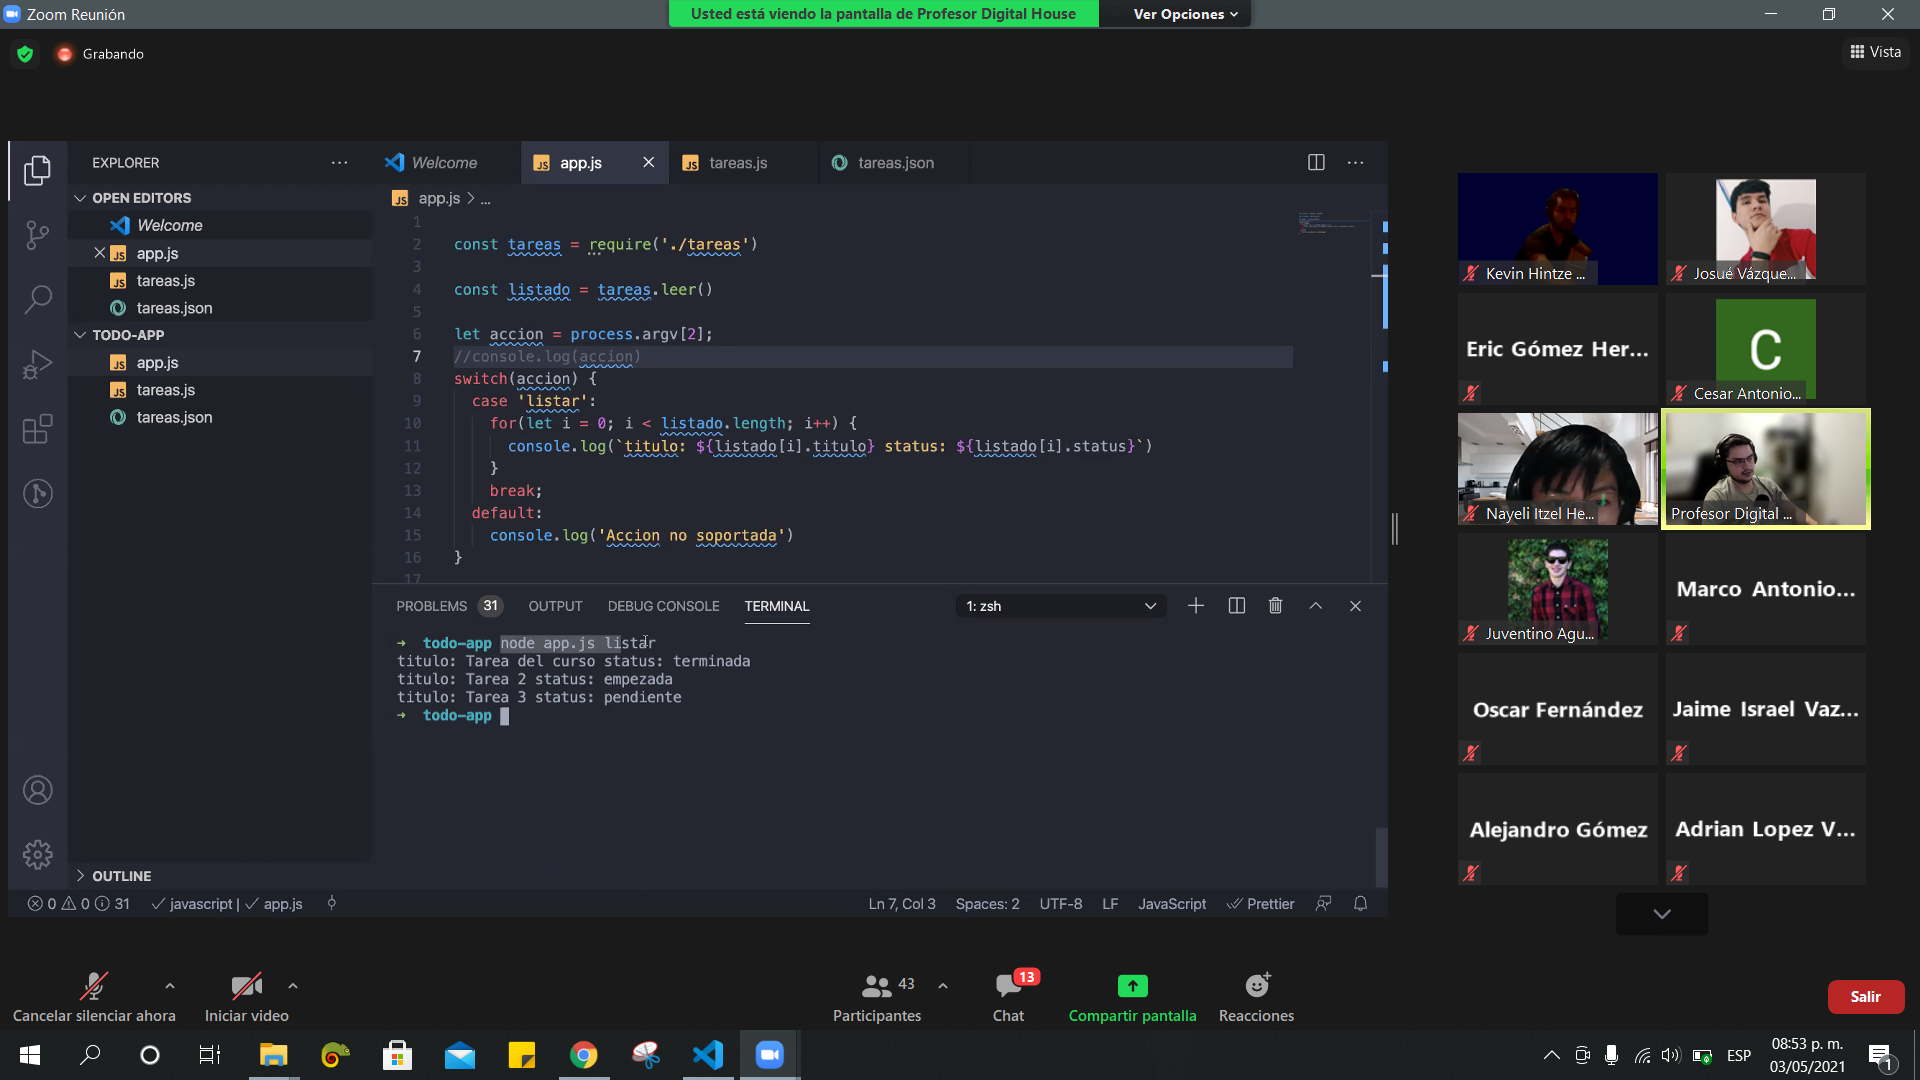 Zoom Reunión
Usted está viendo la pantalla de Profesor Digital House
Ver Opciones
Grabando
Vista
EXPLORER
OPEN EDITORS
Welcome
app.js
tareas.js
tareas.json
TODO-APP
app.js
tareas.js
tareas.json
OUTLINE
Welcome
app.js
tareas.js
tareas.json
app.js > ...
1
2 const tareas = require('./tareas')
3
4 const listado = tareas.leer()
5
6 let accion = process.argv[2];
7 //console.log(accion)
8 switch(accion) {
9 case 'listar':
10 for(let i = 0; i < listado.length; i++) {
11 console.log(`titulo: ${listado[i].titulo} status: ${listado[i].status}`)
12 }
13 break;
14 default:
15 console.log('Accion no soportada')
16 }
17
PROBLEMS 31 OUTPUT DEBUG CONSOLE TERMINAL
1: zsh
➜ todo-app node app.js listar
titulo: Tarea del curso status: terminada
titulo: Tarea 2 status: empezada
titulo: Tarea 3 status: pendiente
➜ todo-app
0 0 31 javascript | app.js
Ln 7, Col 3 Spaces: 2 UTF-8 LF JavaScript Prettier
Kevin Hintze ...
Josué Vázque...
Eric Gómez Her...
C
Cesar Antonio...
Nayeli Itzel He...
Profesor Digital ...
Juventino Agu...
Marco Antonio...
Oscar Fernández
Jaime Israel Vaz...
Alejandro Gómez
Adrian Lopez V...
Cancelar silenciar ahora
Iniciar video
43
Participantes
13
Chat
Compartir pantalla
Reacciones
Salir
ESP
08:53 p. m.
03/05/2021
1